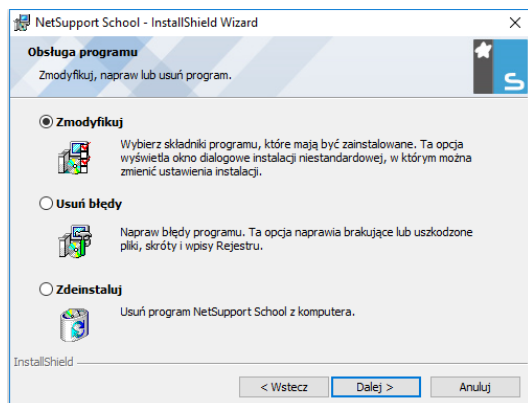 NetSupport School - InstallShield Wizard
Obsługa programu
Zmodyfikuj, napraw lub usuń program.
S
Zmodyfikuj
Wybierz składniki programu, które mają być zainstalowane. Ta opcja
wyświetla okno dialogowe instalacji niestandardowej, w którym można
zmienić ustawienia instalacji.
Usuń błędy
Napraw błędy programu. Ta opcja naprawia brakujące lub uszkodzone
pliki, skróty i wpisy Rejestru.
Zdeinstaluj
Usuń program NetSupport School z komputera.
InstallShield
< Wstecz
Dalej >
Anuluj